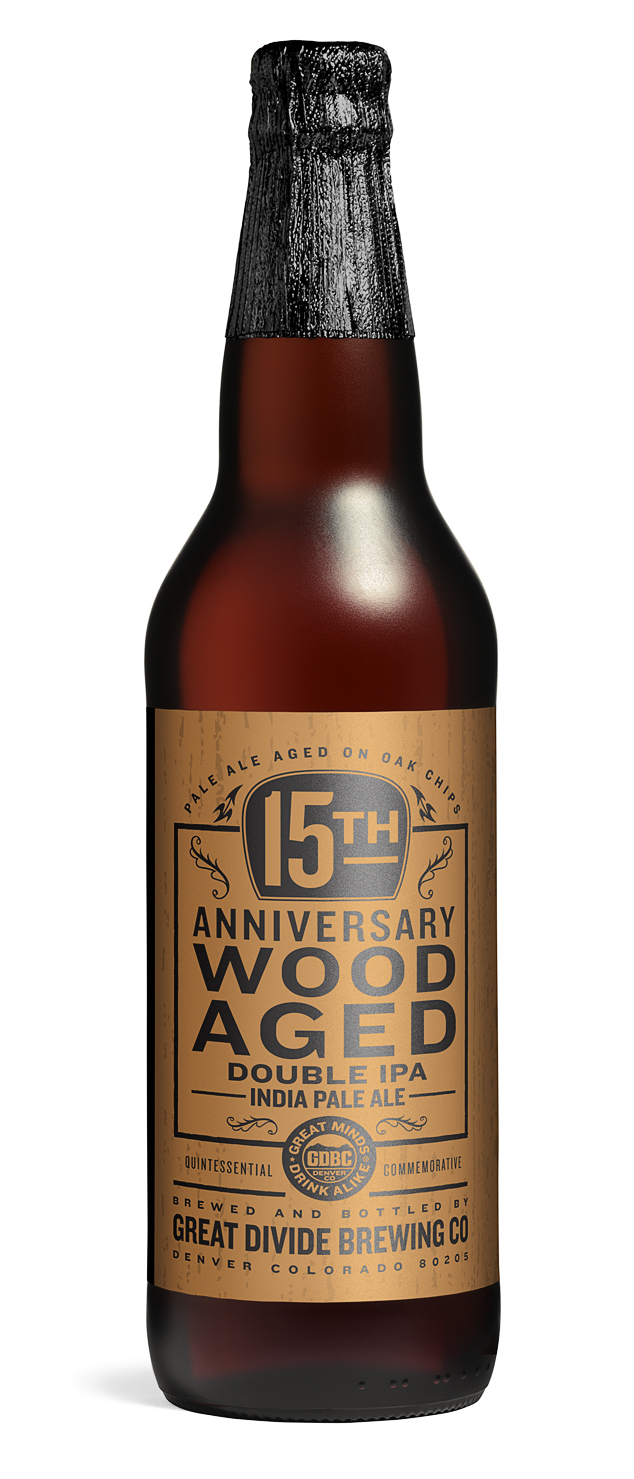 PALE ALE AGED ON OAK CHIPS
15TH
ANNIVERSARY
WOOD
AGED
DOUBLE IPA
INDIA PALE ALE
GREAT MINDS
GDBC
DENVER
CO
DRINK ALIKE
QUINTESSENTIAL
COMMEMORATIVE
BREWED AND BOTTLED BY
GREAT DIVIDE BREWING CO
DENVER COLORADO 80205